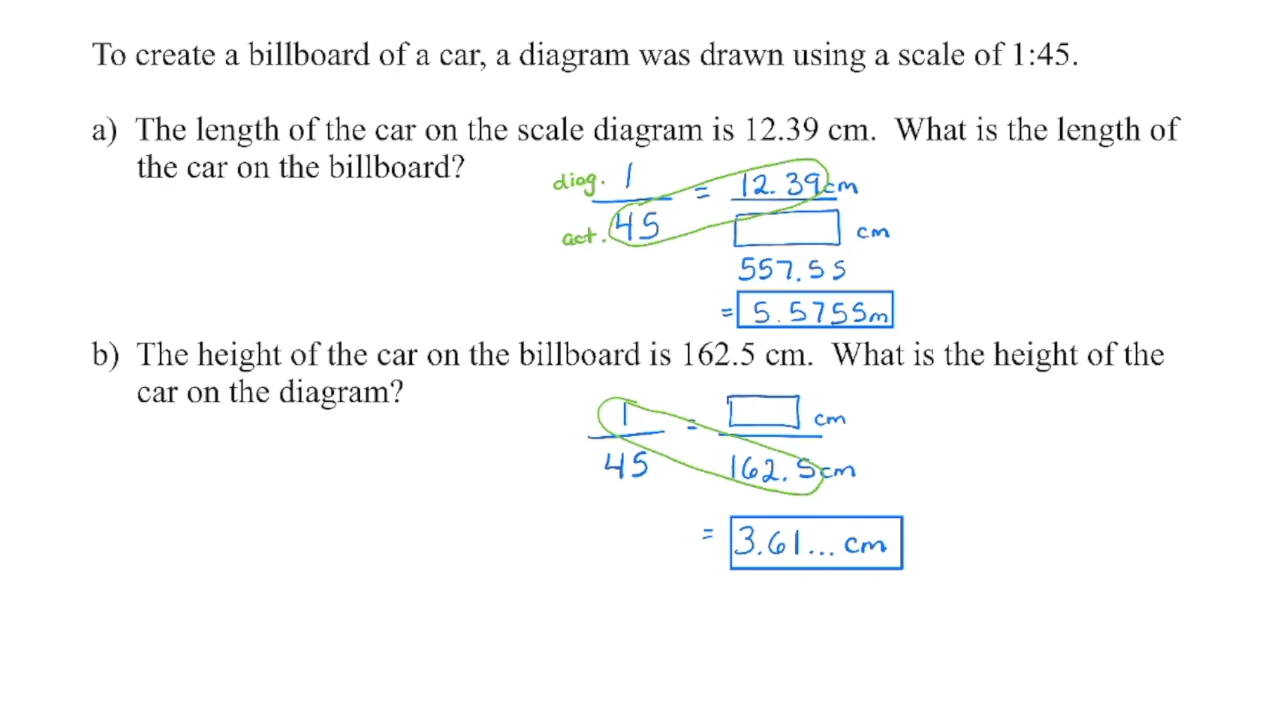 To create a billboard of a car, a diagram was drawn using a scale of 1:45.
a) The length of the car on the scale diagram is 12.39 cm. What is the length of
the car on the billboard?
diag. 1 = 12.39cm
act. 45 cm
557.55
= 5.5755m
b) The height of the car on the billboard is 162.5 cm. What is the height of the
car on the diagram?
1 = cm
45 162.5cm
= 3.61... cm